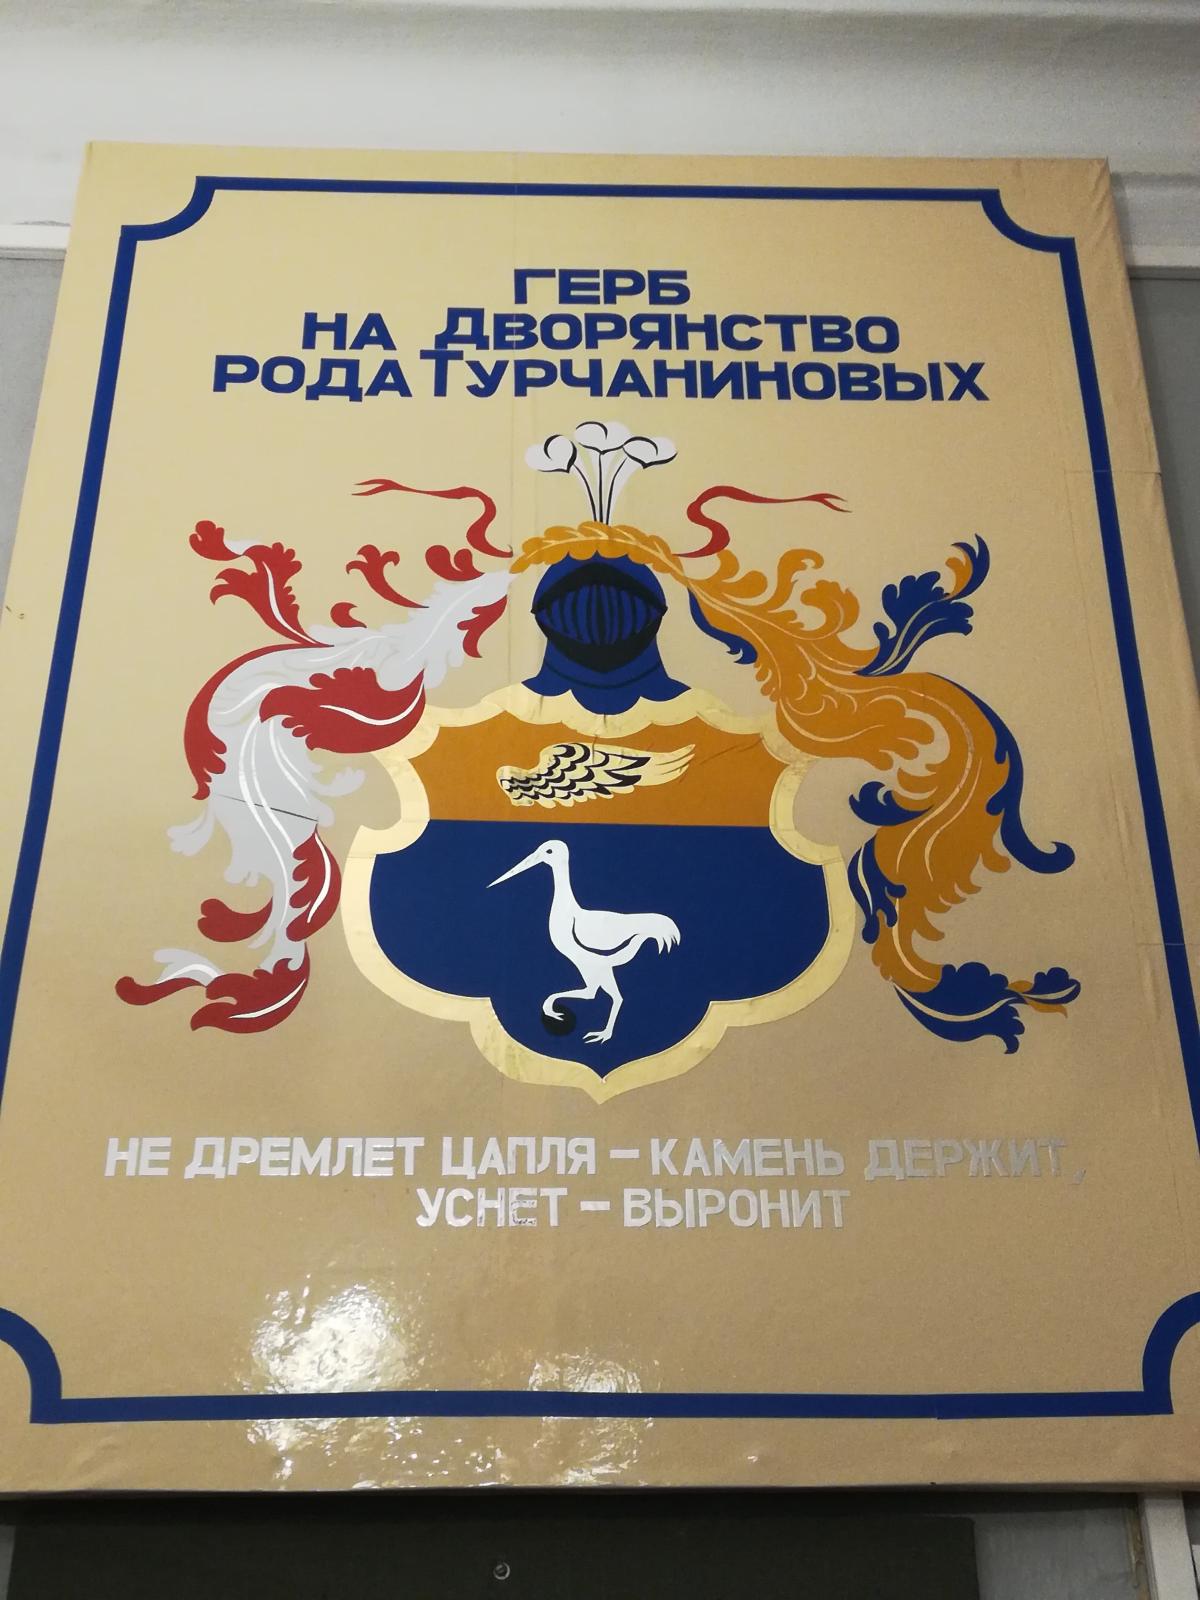 ГЕРБ
НА ДВОРЯНСТВО
РОДА ТУРЧАНИНОВЫХ
НЕ ДРЕМЛЕТ ЦАПЛЯ – КАМЕНЬ ДЕРЖИТ,
УСНЕТ – ВЫРОНИТ